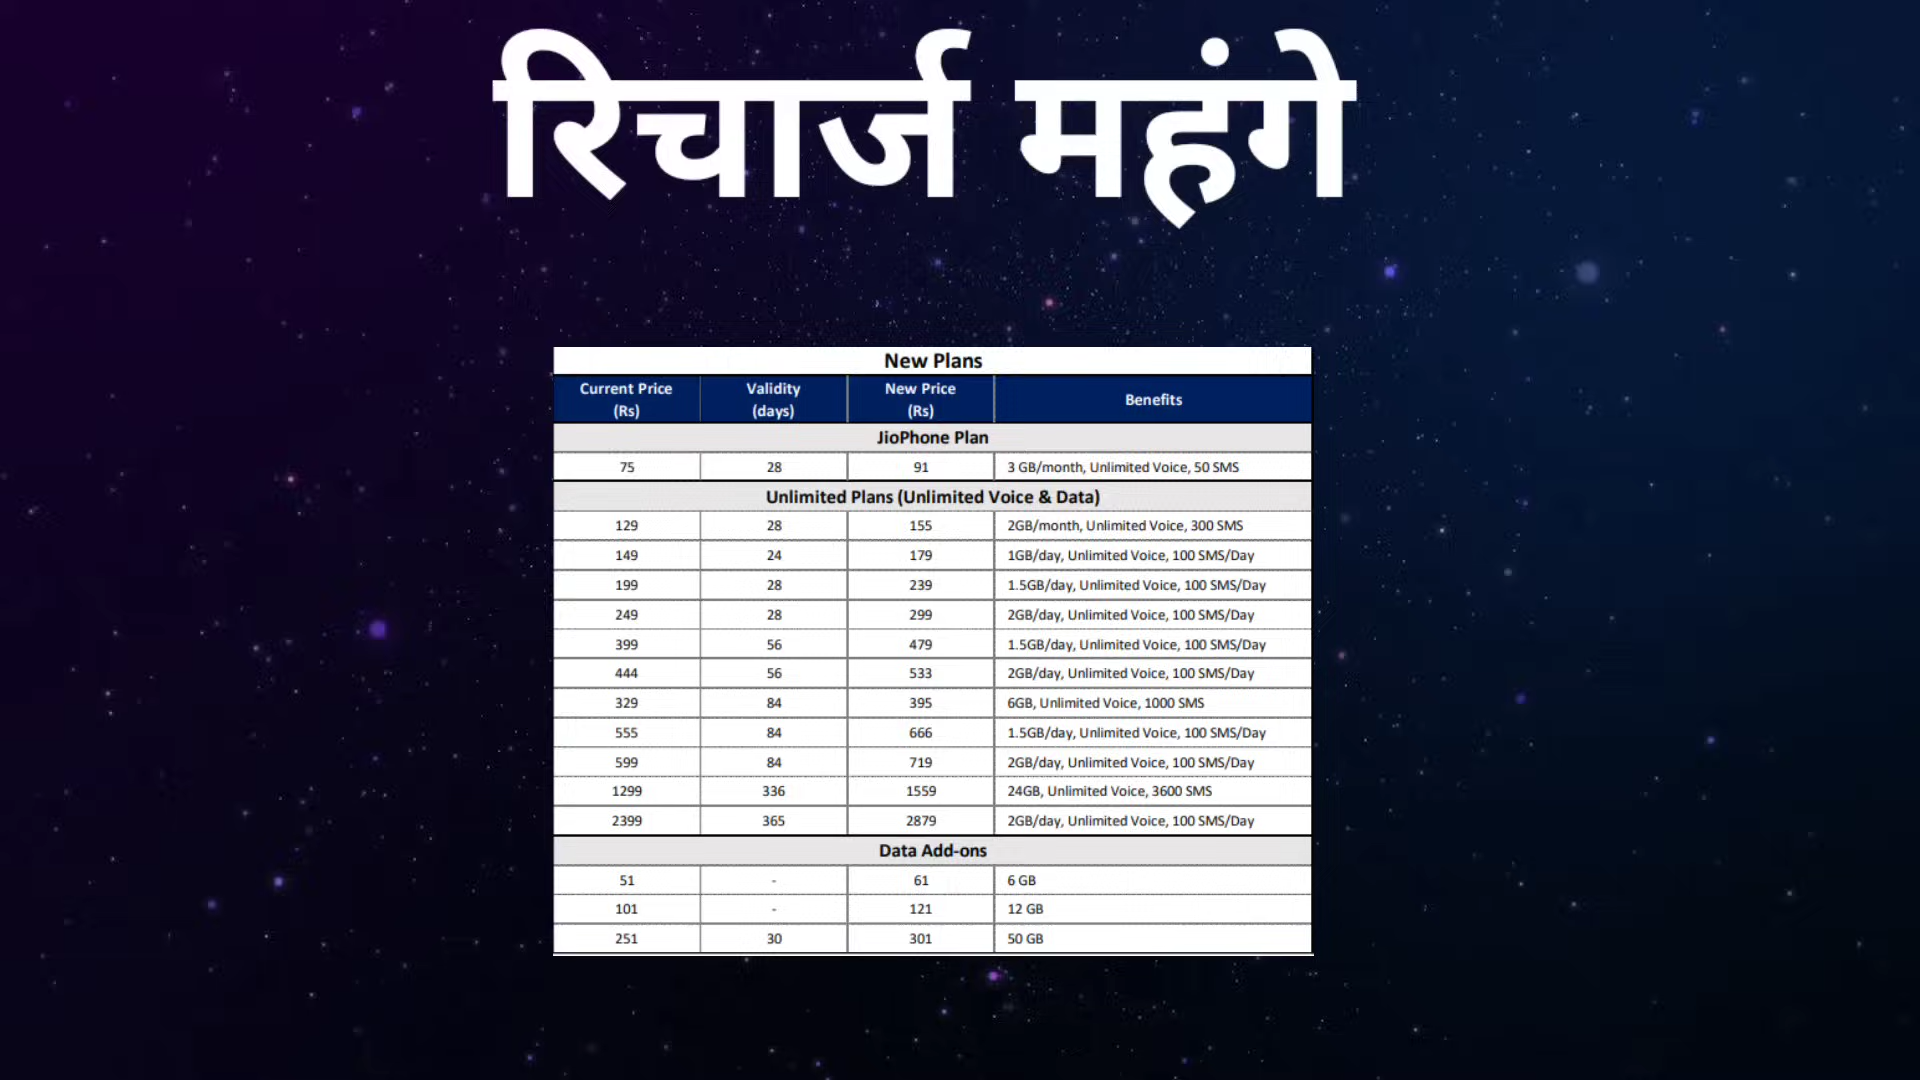 रिचार्ज महंगे
New Plans
Current Price (Rs) Validity (days) New Price (Rs) Benefits
JioPhone Plan
75 28 91 3 GB/month, Unlimited Voice, 50 SMS
Unlimited Plans (Unlimited Voice & Data)
129 28 155 2GB/month, Unlimited Voice, 300 SMS
149 24 179 1GB/day, Unlimited Voice, 100 SMS/Day
199 28 239 1.5GB/day, Unlimited Voice, 100 SMS/Day
249 28 299 2GB/day, Unlimited Voice, 100 SMS/Day
399 56 479 1.5GB/day, Unlimited Voice, 100 SMS/Day
444 56 533 2GB/day, Unlimited Voice, 100 SMS/Day
329 84 395 6GB, Unlimited Voice, 1000 SMS
555 84 666 1.5GB/day, Unlimited Voice, 100 SMS/Day
599 84 719 2GB/day, Unlimited Voice, 100 SMS/Day
1299 336 1559 24GB, Unlimited Voice, 3600 SMS
2399 365 2879 2GB/day, Unlimited Voice, 100 SMS/Day
Data Add-ons
51 - 61 6 GB
101 - 121 12 GB
251 30 301 50 GB